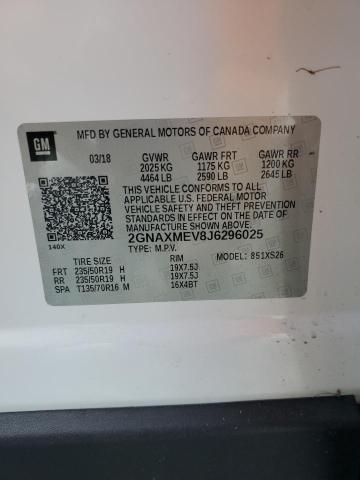 GM
MFD BY GENERAL MOTORS OF CANADA COMPANY
03/18 GVWR GAWR FRT GAWR RR
2025 KG 1175 KG 1200 KG
4464 LB 2590 LB 2645 LB
THIS VEHICLE CONFORMS TO ALL
APPLICABLE U.S. FEDERAL MOTOR
VEHICLE SAFETY AND THEFT
PREVENTION STANDARDS IN EFFECT
ON THE DATE OF MANUFACTURE
SHOWN ABOVE.
2GNAXMEV8J6296025
140X TYPE: M.P.V.
TIRE SIZE RIM MODEL: 851XS26
FRT 235/50R19 H 19X7.5J
RR 235/50R19 H 19X7.5J
SPA T135/70R16 M 16X4BT